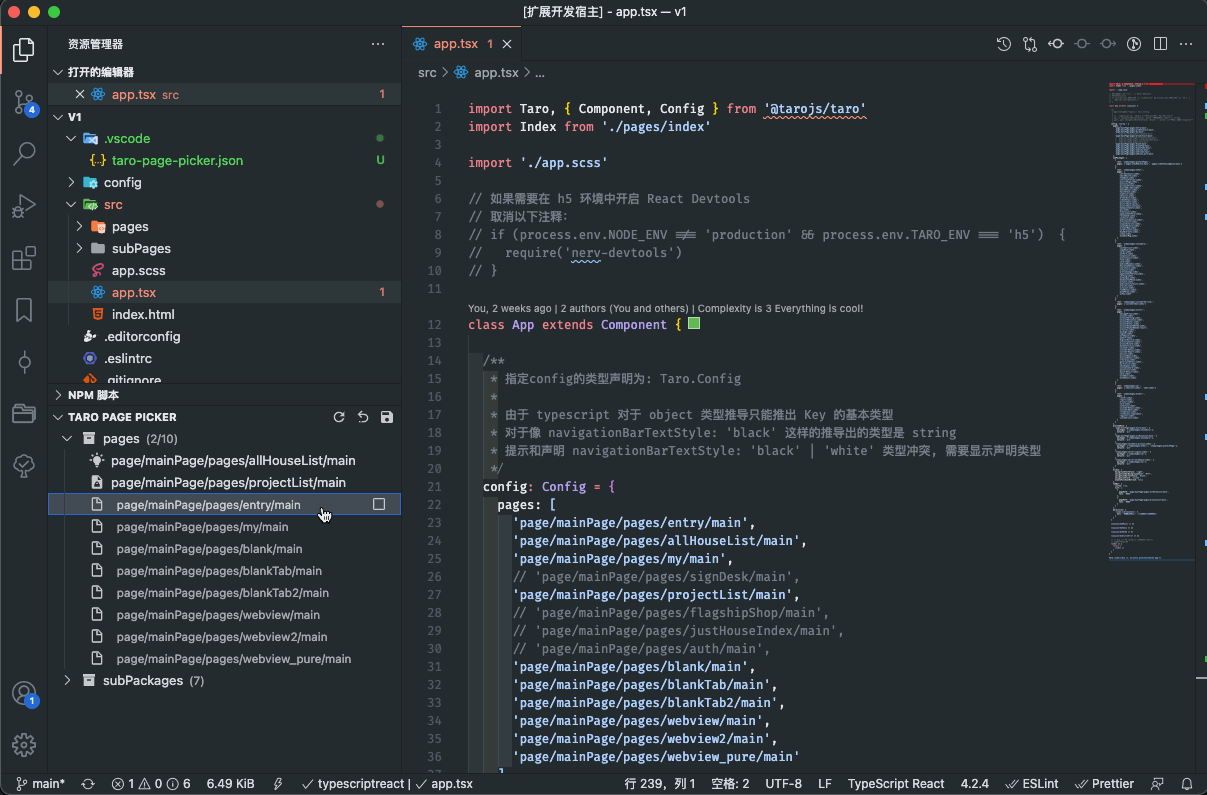 [扩展开发宿主] - app.tsx — v1
资源管理器
打开的编辑器
app.tsx src 1
V1
.vscode
{..} taro-page-picker.json U
config
src
pages
subPages
app.scss
app.tsx 1
index.html
.editorconfig
.eslintrc
.gitignore
NPM 脚本
TARO PAGE PICKER
pages (2/10)
page/mainPage/pages/allHouseList/main
page/mainPage/pages/projectList/main
page/mainPage/pages/entry/main
page/mainPage/pages/my/main
page/mainPage/pages/blank/main
page/mainPage/pages/blankTab/main
page/mainPage/pages/blankTab2/main
page/mainPage/pages/webview/main
page/mainPage/pages/webview2/main
page/mainPage/pages/webview_pure/main
subPackages (7)
4
1
app.tsx 1
src > app.tsx > ...
1 import Taro, { Component, Config } from '@tarojs/taro'
2 import Index from './pages/index'
3
4 import './app.scss'
5
6 // 如果需要在 h5 环境中开启 React Devtools
7 // 取消以下注释：
8 // if (process.env.NODE_ENV !== 'production' && process.env.TARO_ENV === 'h5')  {
9 //   require('nerv-devtools')
10 // }
11
You, 2 weeks ago | 2 authors (You and others) | Complexity is 3 Everything is cool!
12 class App extends Component {
13
14 /**
15 * 指定config的类型声明为: Taro.Config
16 *
17 * 由于 typescript 对于 object 类型推导只能推出 Key 的基本类型
18 * 对于像 navigationBarTextStyle: 'black' 这样的推导出的类型是 string
19 * 提示和声明 navigationBarTextStyle: 'black' | 'white' 类型冲突, 需要显示声明类型
20 */
21 config: Config = {
22 pages: [
23 'page/mainPage/pages/entry/main',
24 'page/mainPage/pages/allHouseList/main',
25 'page/mainPage/pages/my/main',
26 // 'page/mainPage/pages/signDesk/main',
27 'page/mainPage/pages/projectList/main',
28 // 'page/mainPage/pages/flagshipShop/main',
29 // 'page/mainPage/pages/justHouseIndex/main',
30 // 'page/mainPage/pages/auth/main',
31 'page/mainPage/pages/blank/main',
32 'page/mainPage/pages/blankTab/main',
33 'page/mainPage/pages/blankTab2/main',
34 'page/mainPage/pages/webview/main',
35 'page/mainPage/pages/webview2/main',
36 'page/mainPage/pages/webview_pure/main'
37 ]
main* 1 0 6 6.49 KiB typescriptreact | app.tsx 行 239, 列 1 空格: 2 UTF-8 LF TypeScript React 4.2.4 ESLint Prettier